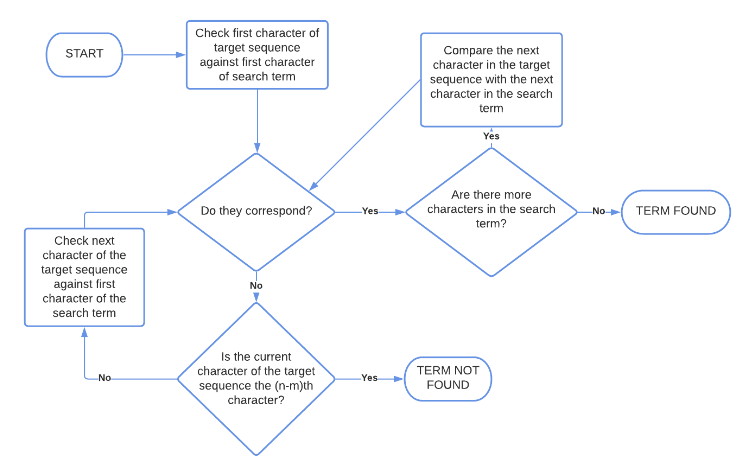 START
Check first character of
target sequence
against first character
of search term
Compare the next
character in the target
sequence with the next
character in the search
term
Yes
Do they correspond?
Yes
Are there more
characters in the search
term?
No
TERM FOUND
Check next
character of the
target sequence
against first
character of the
search term
No
Is the current
character of the target
sequence the (n-m)th
character?
No
Yes
TERM NOT
FOUND